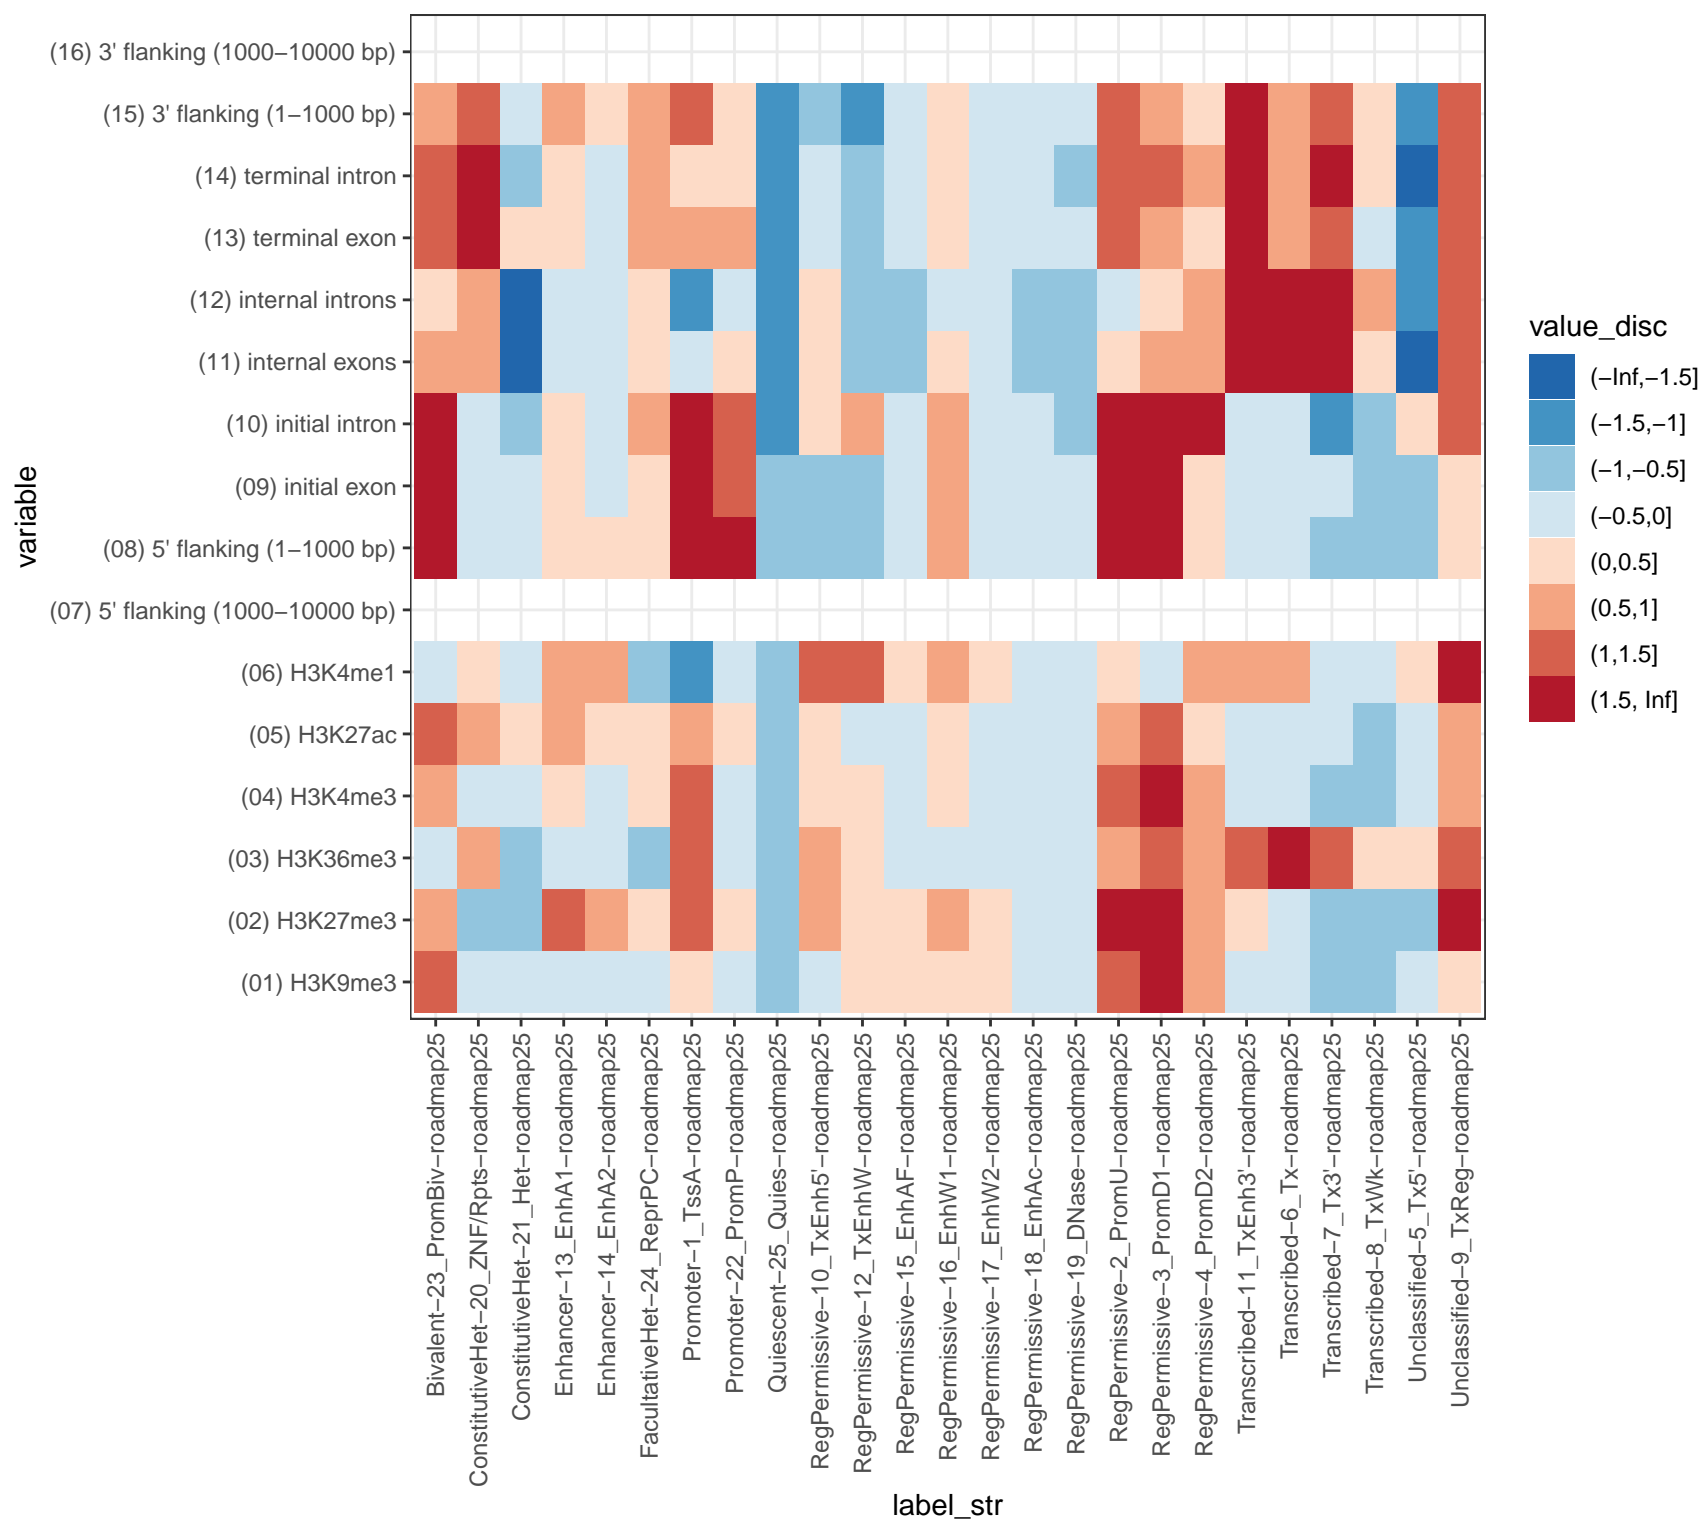 variable
(16) 3' flanking (1000−10000 bp)
(15) 3' flanking (1−1000 bp)
(14) terminal intron
(13) terminal exon
(12) internal introns
(11) internal exons
(10) initial intron
(09) initial exon
(08) 5' flanking (1−1000 bp)
(07) 5' flanking (1000−10000 bp)
(06) H3K4me1
(05) H3K27ac
(04) H3K4me3
(03) H3K36me3
(02) H3K27me3
(01) H3K9me3
Bivalent−23_PromBiv−roadmap25
ConstitutiveHet−20_ZNF/Rpts−roadmap25
ConstitutiveHet−21_Het−roadmap25
Enhancer−13_EnhA1−roadmap25
Enhancer−14_EnhA2−roadmap25
FacultativeHet−24_ReprPC−roadmap25
Promoter−1_TssA−roadmap25
Promoter−22_PromP−roadmap25
Quiescent−25_Quies−roadmap25
RegPermissive−10_TxEnh5'−roadmap25
RegPermissive−12_TxEnhW−roadmap25
RegPermissive−15_EnhAF−roadmap25
RegPermissive−16_EnhW1−roadmap25
RegPermissive−17_EnhW2−roadmap25
RegPermissive−18_EnhAc−roadmap25
RegPermissive−19_DNase−roadmap25
RegPermissive−2_PromU−roadmap25
RegPermissive−3_PromD1−roadmap25
RegPermissive−4_PromD2−roadmap25
Transcribed−11_TxEnh3'−roadmap25
Transcribed−6_Tx−roadmap25
Transcribed−7_Tx3'−roadmap25
Transcribed−8_TxWk−roadmap25
Unclassified−5_Tx5'−roadmap25
Unclassified−9_TxReg−roadmap25
label_str
value_disc
(−Inf,−1.5]
(−1.5,−1]
(−1,−0.5]
(−0.5,0]
(0,0.5]
(0.5,1]
(1,1.5]
(1.5, Inf]